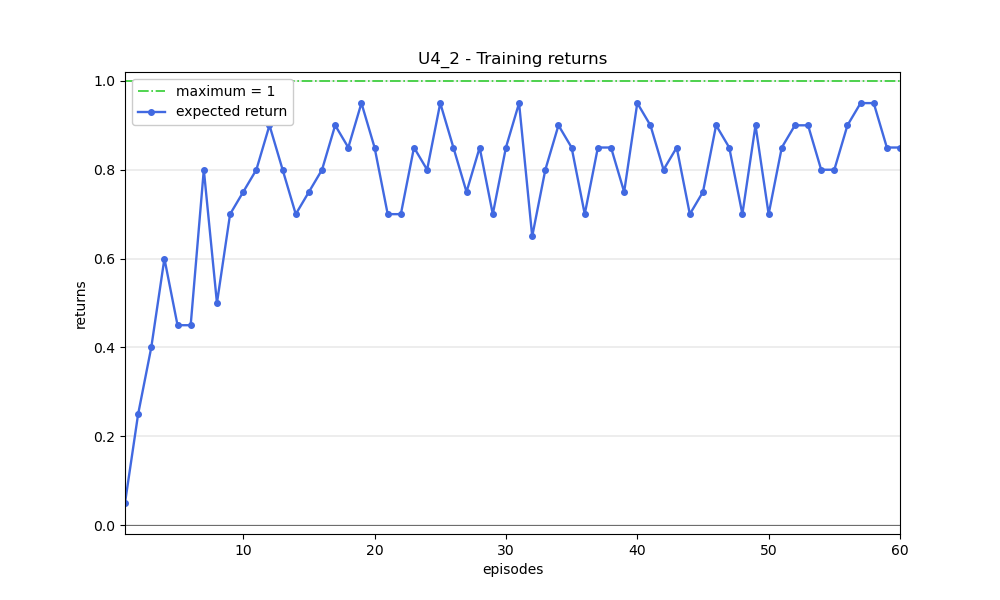 U4_2 - Training returns
maximum = 1
expected return
1.0
0.8
0.6
0.4
0.2
0.0
returns
10 20 30 40 50 60
episodes